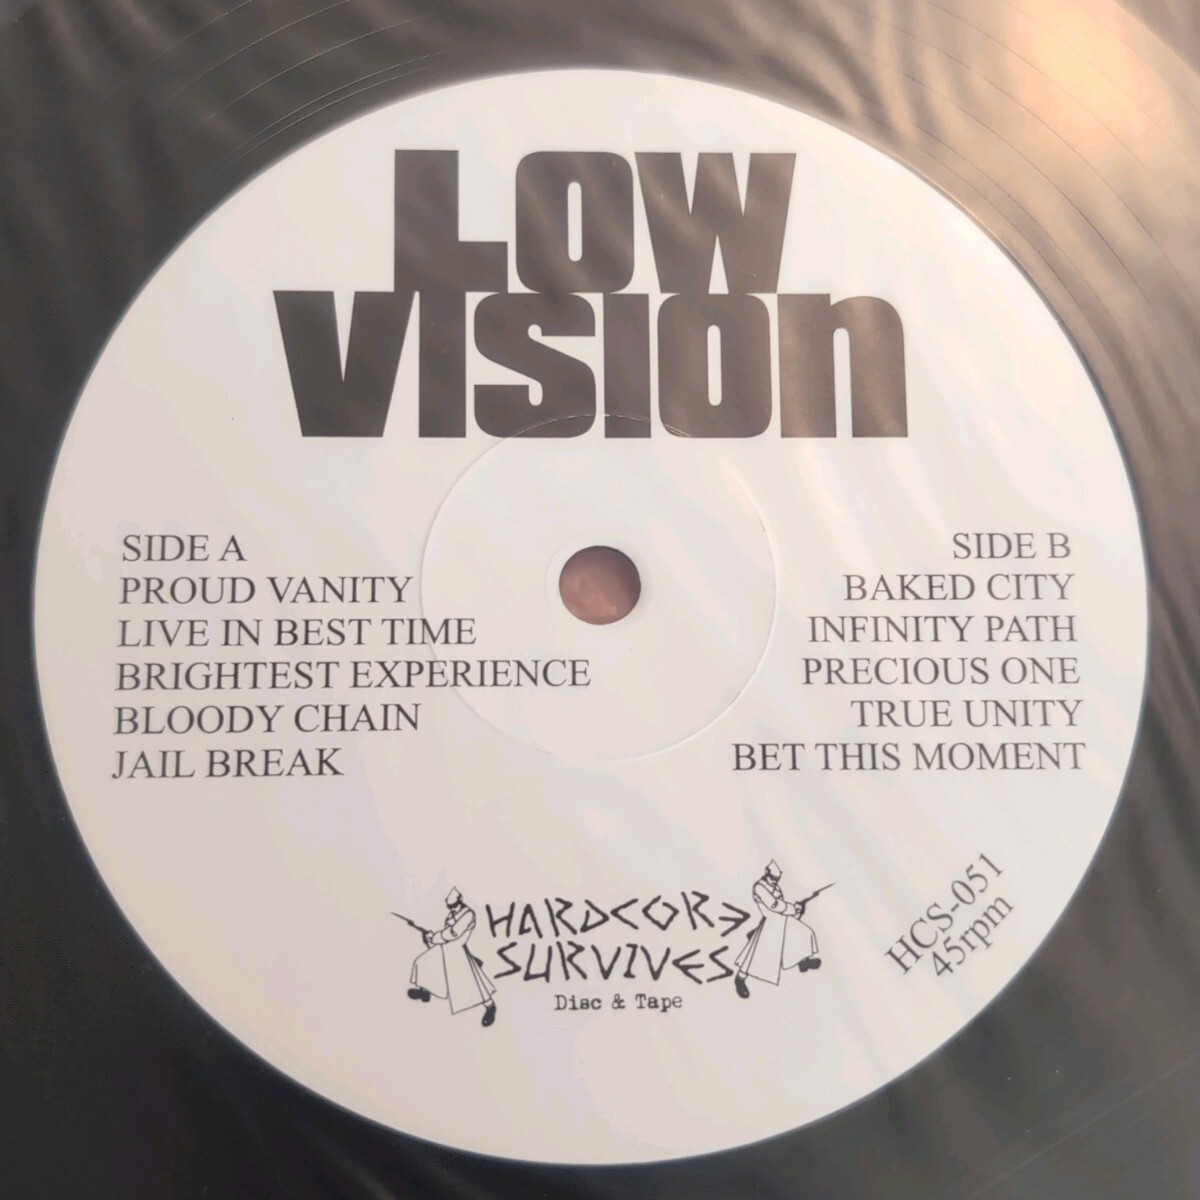 LOW
VISION
SIDE A
PROUD VANITY
LIVE IN BEST TIME
BRIGHTEST EXPERIENCE
BLOODY CHAIN
JAIL BREAK
SIDE B
BAKED CITY
INFINITY PATH
PRECIOUS ONE
TRUE UNITY
BET THIS MOMENT
HARDCORE
SURVIVES
Disc & Tape
HCS-051
45rpm